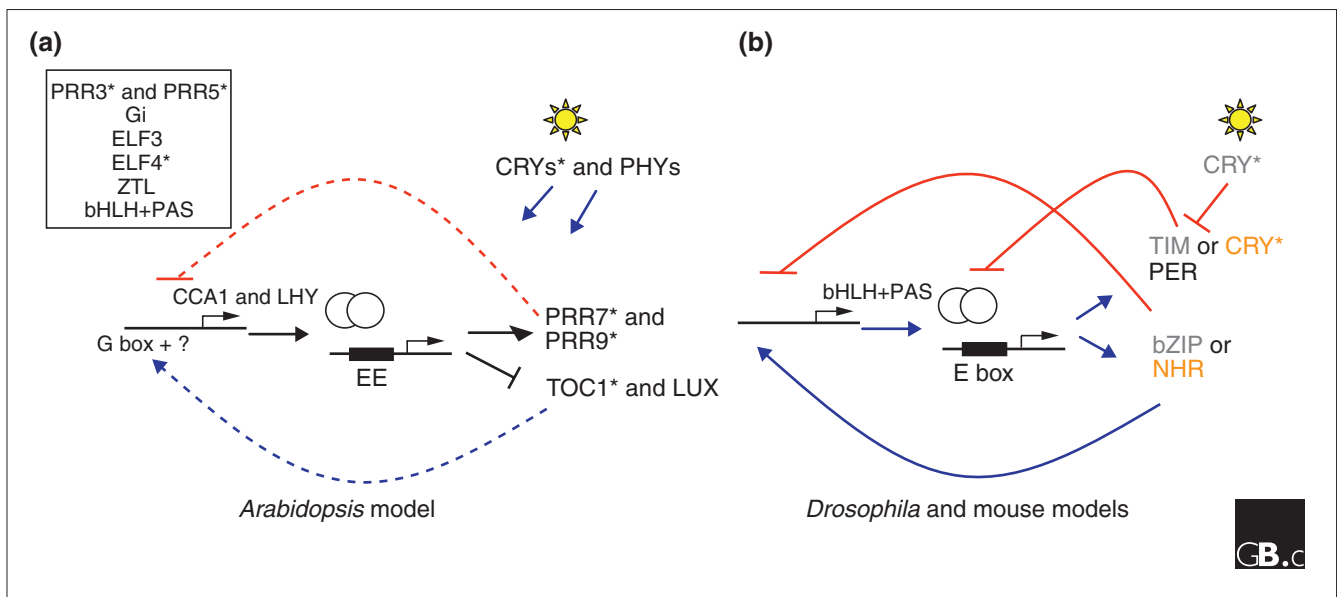 (a)
PRR3* and PRR5*
Gi
ELF3
ELF4*
ZTL
bHLH+PAS
CRYs* and PHYs
CCA1 and LHY
G box + ?
EE
PRR7* and
PRR9*
TOC1* and LUX
Arabidopsis model
(b)
CRY*
TIM or CRY*
PER
bHLH+PAS
E box
bZIP or
NHR
Drosophila and mouse models
GB.c